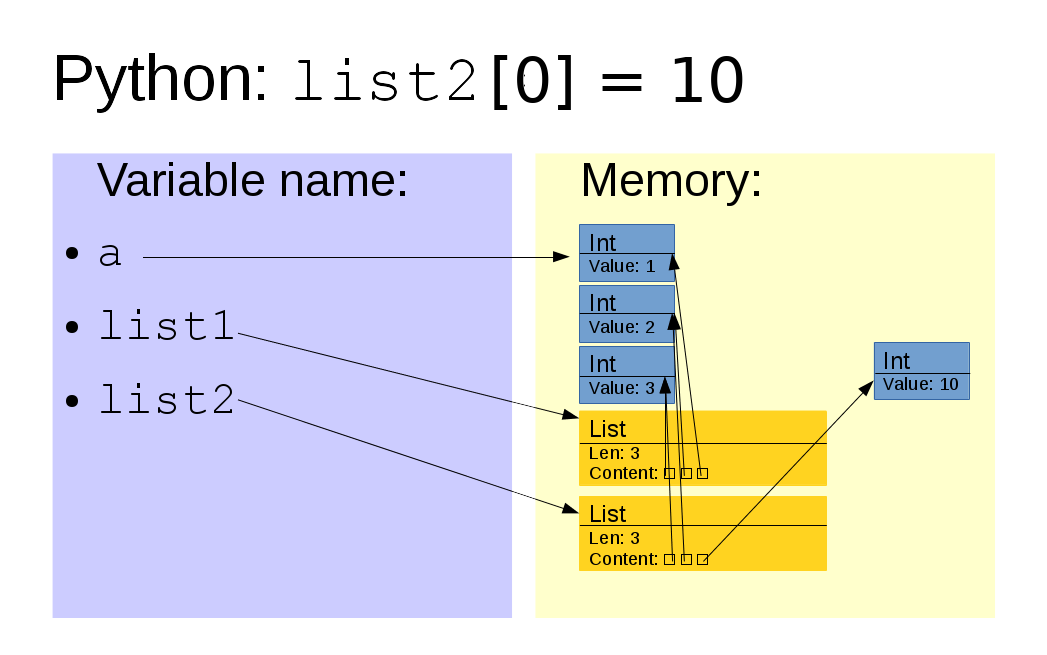 Python: list2[0] = 10
Variable name:
• a
• list1
• list2
Memory:
Int
Value: 1
Int
Value: 2
Int
Value: 3
Int
Value: 10
List
Len: 3
Content:
List
Len: 3
Content: